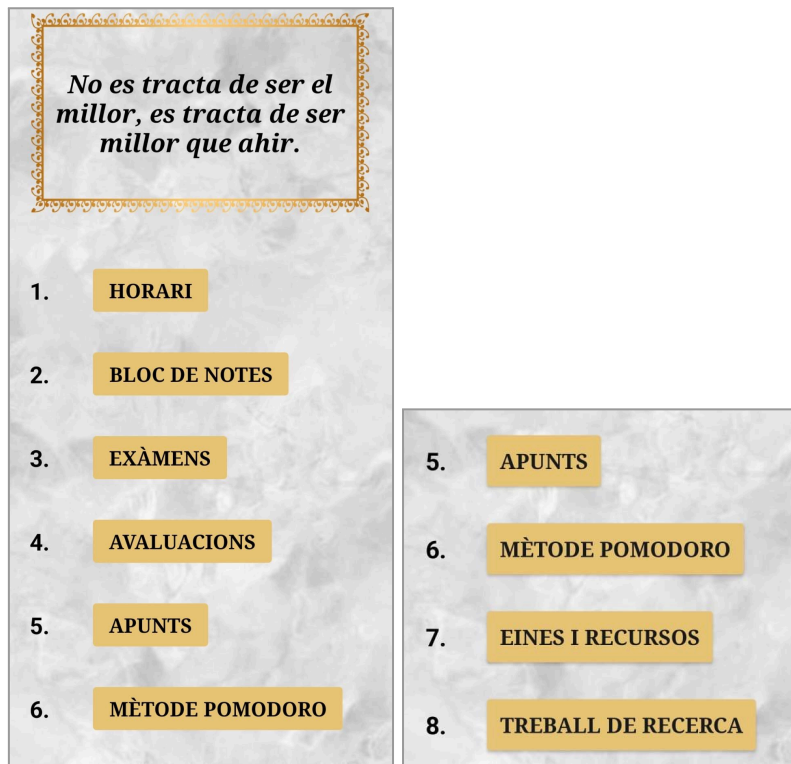 No es tracta de ser el
millor, es tracta de ser
millor que ahir.
1. HORARI
2. BLOC DE NOTES
3. EXÀMENS
4. AVALUACIONS
5. APUNTS
6. MÈTODE POMODORO
5. APUNTS
6. MÈTODE POMODORO
7. EINES I RECURSOS
8. TREBALL DE RECERCA